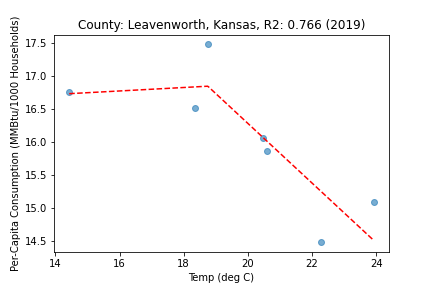 County: Leavenworth, Kansas, R2: 0.766 (2019)
Per-Capita Consumption (MMBtu/1000 Households)
17.5
17.0
16.5
16.0
15.5
15.0
14.5
14 16 18 20 22 24
Temp (deg C)